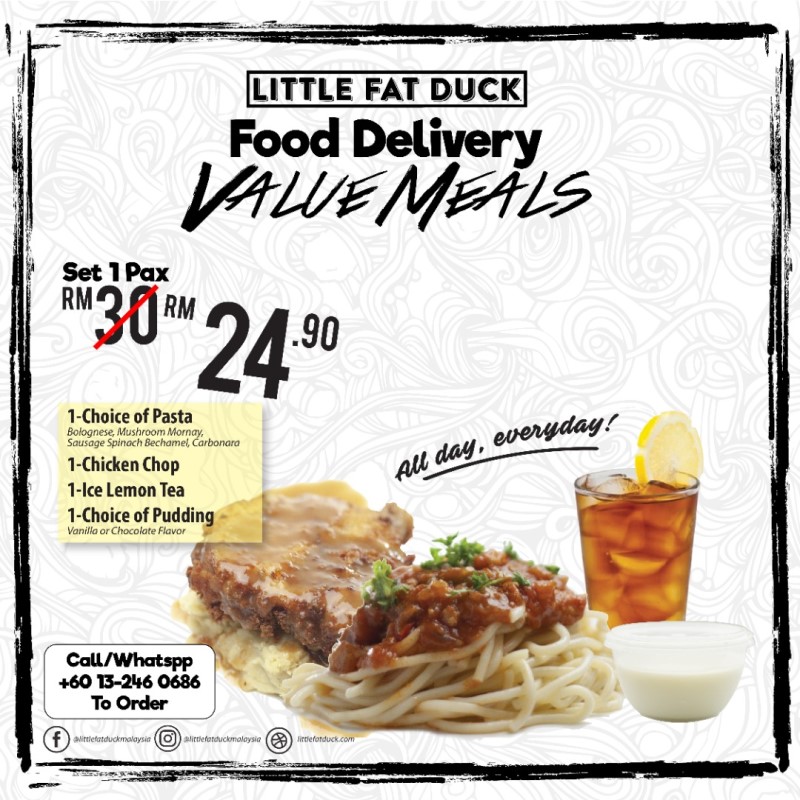 LITTLE FAT DUCK
Food Delivery
VALUE MEALS
Set 1 Pax
RM 30 RM 24.90
1-Choice of Pasta
Bolognese, Mushroom Mornay,
Sausage Spinach Bechamel, Carbonara
1-Chicken Chop
1-Ice Lemon Tea
1-Choice of Pudding
Vanilla or Chocolate Flavor
All day, everyday!
Call/Whatspp
+60 13-246 0686
To Order
@littlefatduckmalaysia @littlefatduckmalaysia littlefatduck.com